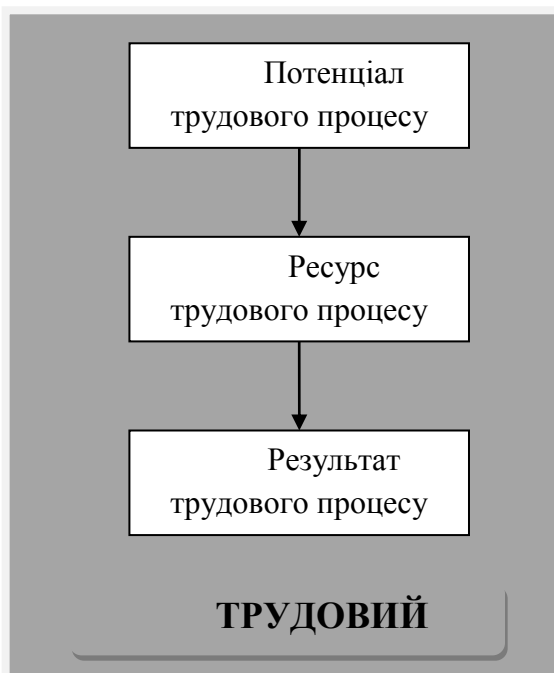 Потенціал
трудового процесу
Ресурс
трудового процесу
Результат
трудового процесу
ТРУДОВИЙ